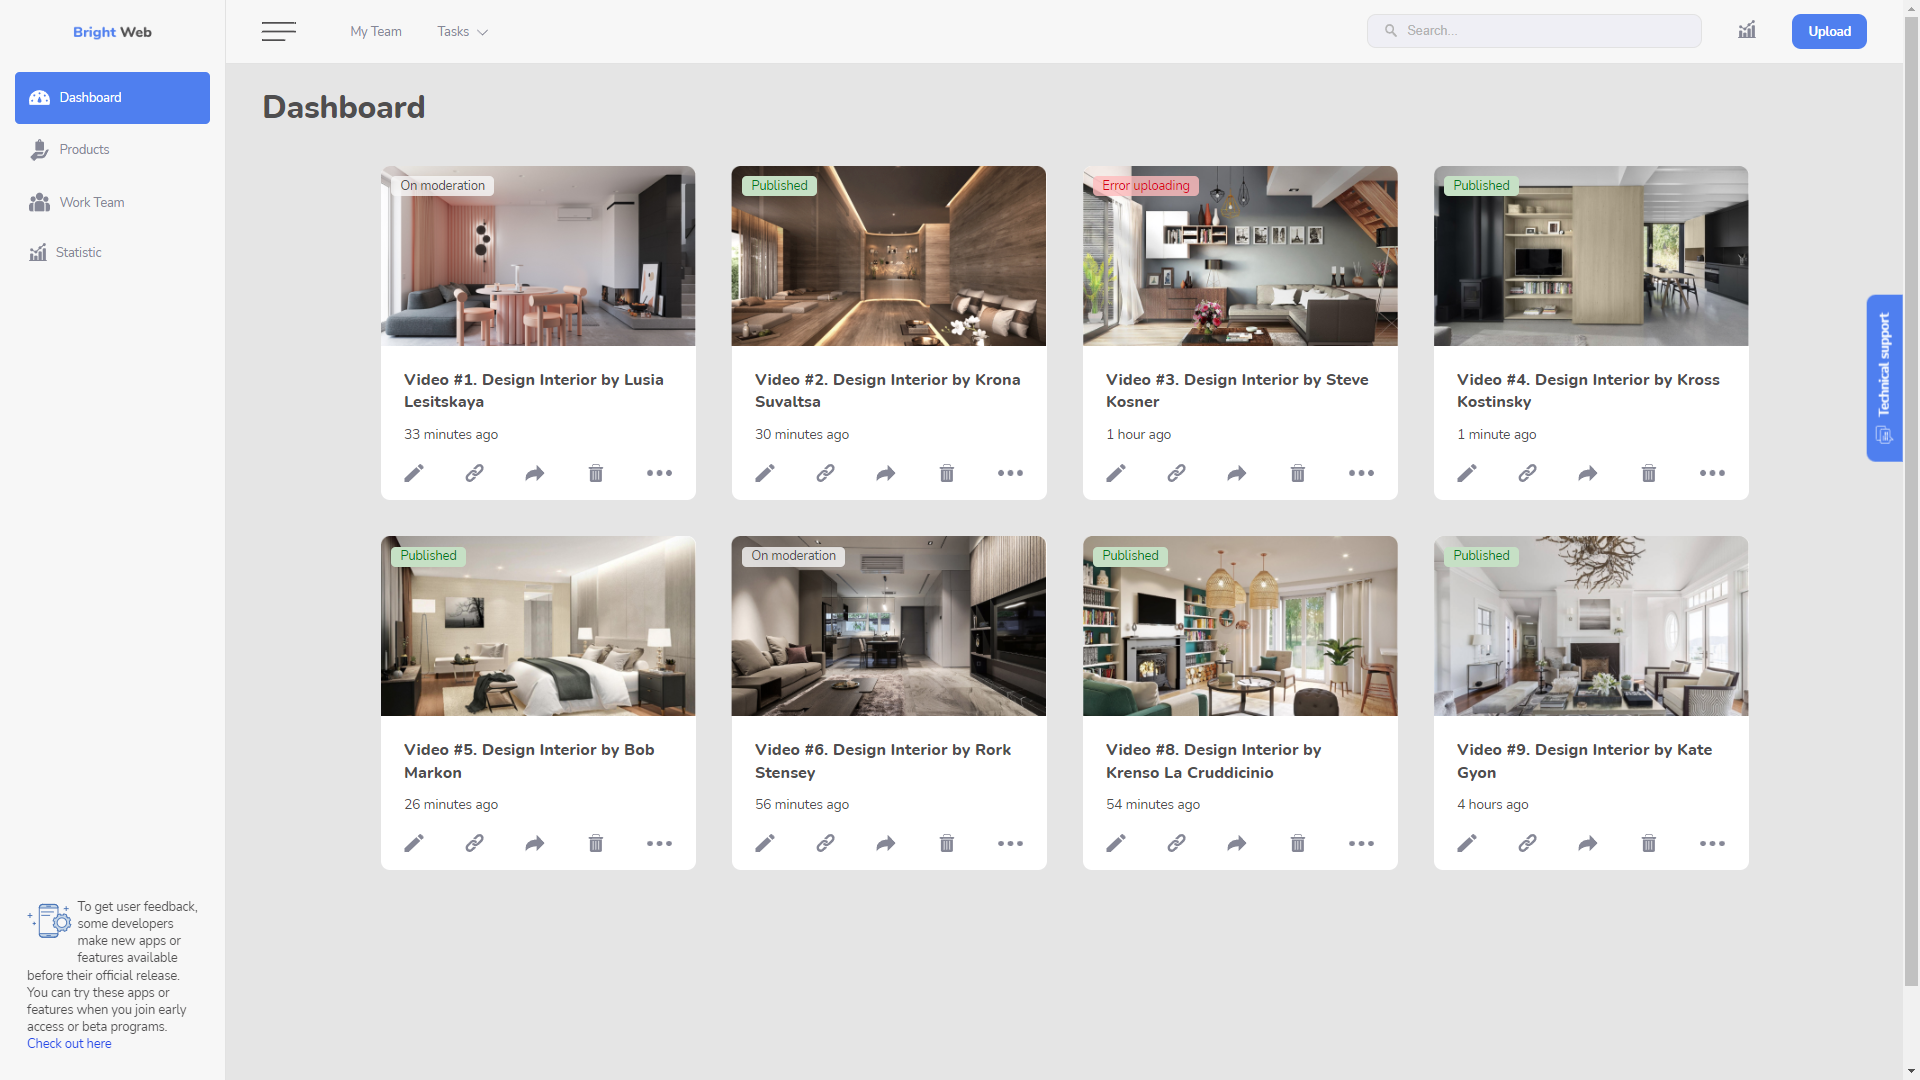 Bright Web
My Team
Tasks
Search...
Upload
Dashboard
Products
Work Team
Statistic
To get user feedback,
some developers
make new apps or
features available
before their official release.
You can try these apps or
features when you join early
access or beta programs.
Check out here
Dashboard
On moderation
Video #1. Design Interior by Lusia
Lesitskaya
33 minutes ago
Published
Video #2. Design Interior by Krona
Suvaltsa
30 minutes ago
Error uploading
Video #3. Design Interior by Steve
Kosner
1 hour ago
Published
Video #4. Design Interior by Kross
Kostinsky
1 minute ago
Published
Video #5. Design Interior by Bob
Markon
26 minutes ago
On moderation
Video #6. Design Interior by Rork
Stensey
56 minutes ago
Published
Video #8. Design Interior by
Krenso La Cruddicinio
54 minutes ago
Published
Video #9. Design Interior by Kate
Gyon
4 hours ago
Technical support